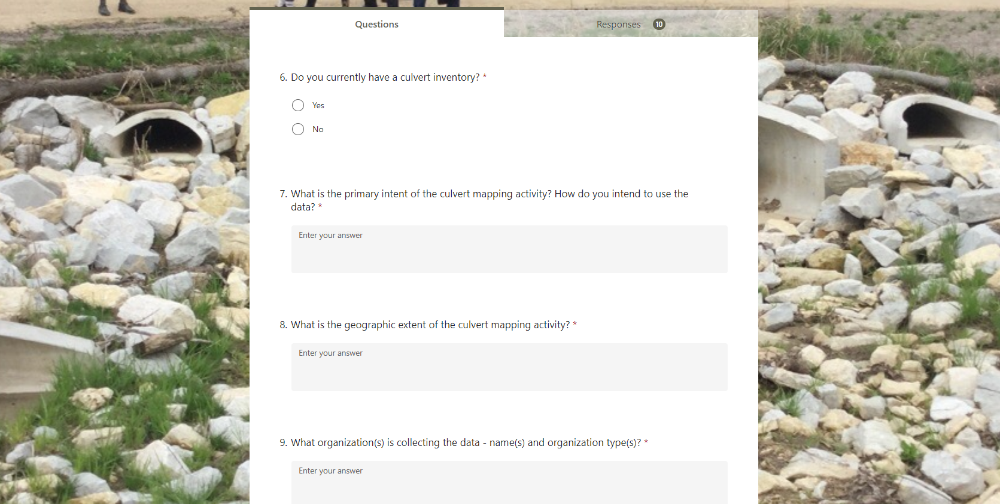 Questions
Responses 10
6. Do you currently have a culvert inventory? *
Yes
No
7. What is the primary intent of the culvert mapping activity? How do you intend to use the
data? *
Enter your answer
8. What is the geographic extent of the culvert mapping activity? *
Enter your answer
9. What organization(s) is collecting the data - name(s) and organization type(s)? *
Enter your answer